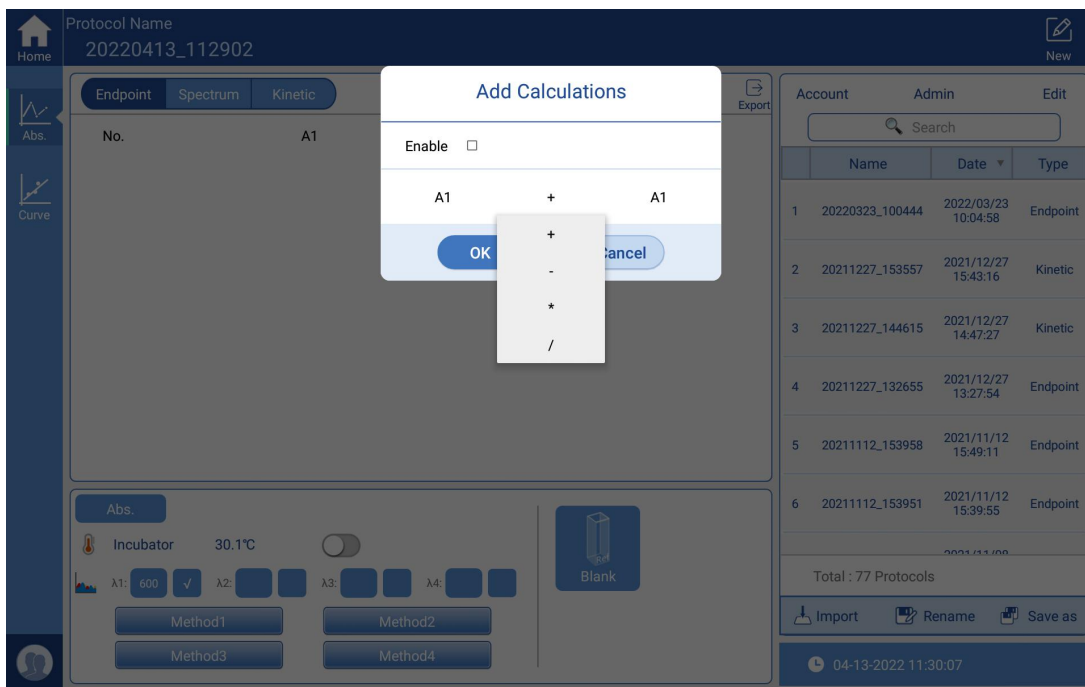 Protocol Name
Home
20220413_112902
New
Endpoint Spectrum Kinetic
Export
Abs.
No. A1
Curve
Add Calculations
Enable
A1 + A1
+
-
*
/
OK Cancel
Account Admin Edit
Search
Name Date ▼ Type
1 20220323_100444 2022/03/23 10:04:58 Endpoint
2 20211227_153557 2021/12/27 15:43:16 Kinetic
3 20211227_144615 2021/12/27 14:47:27 Kinetic
4 20211227_132655 2021/12/27 13:27:54 Endpoint
5 20211112_153958 2021/11/12 15:49:11 Endpoint
6 20211112_153951 2021/11/12 15:39:55 Endpoint
Total : 77 Protocols
Import Rename Save as
04-13-2022 11:30:07
Abs.
Incubator 30.1℃
λ1: 600 √ λ2: λ3: λ4:
Method1 Method2
Method3 Method4
Blank